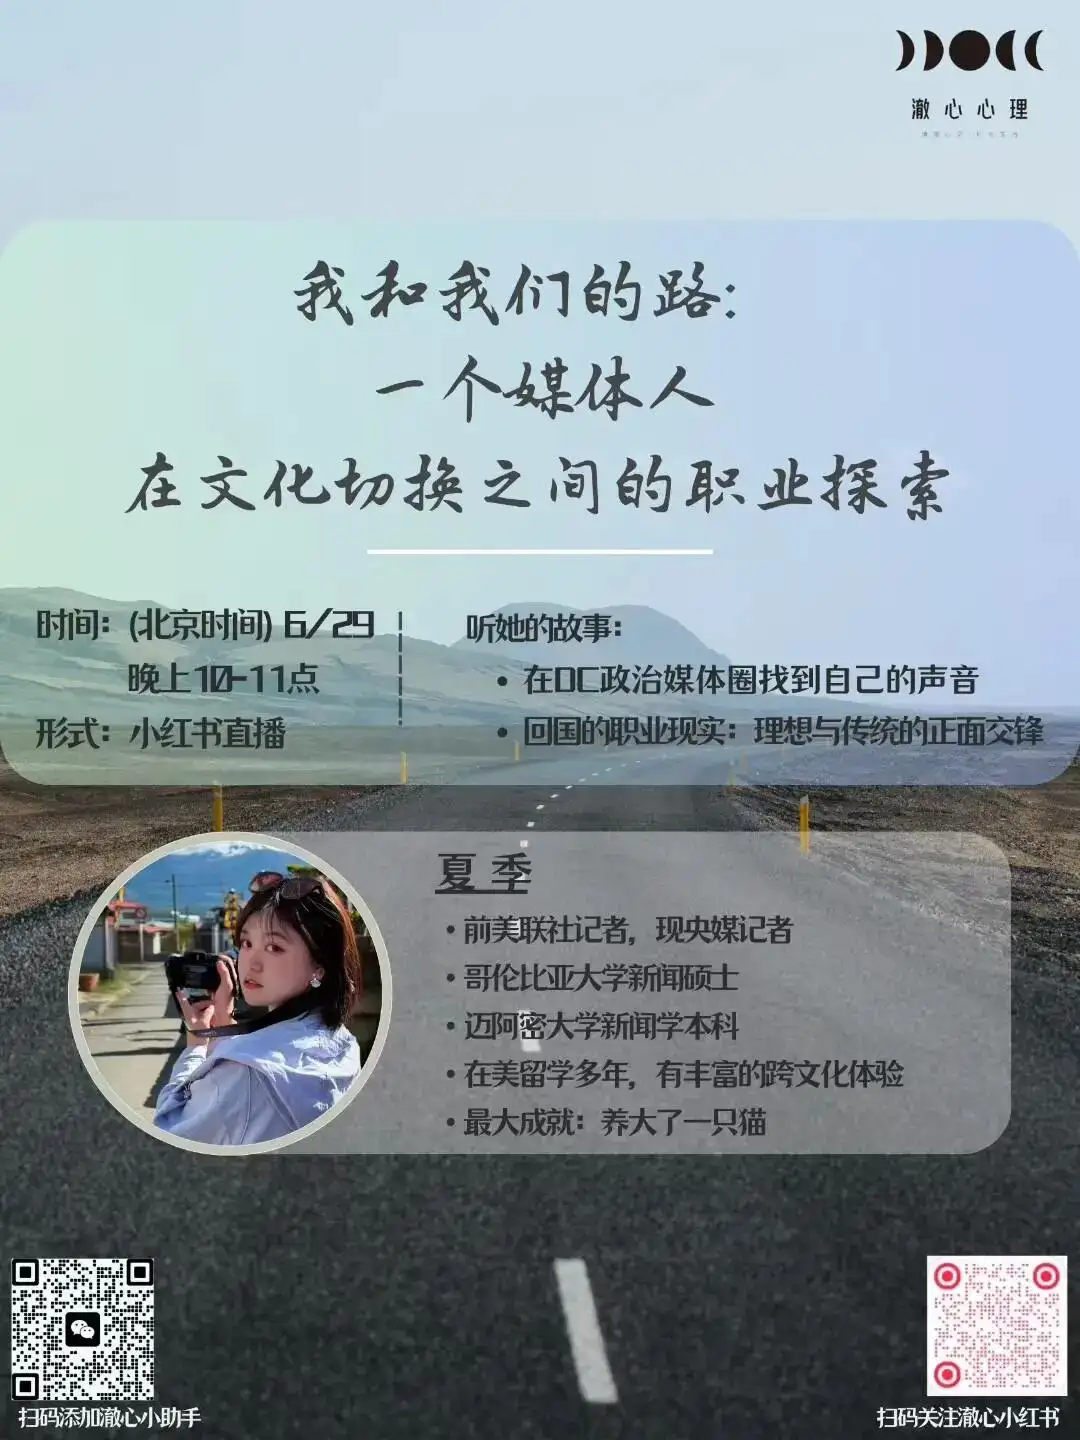 澈心心理
我和我们的路：
一个媒体人
在文化切换之间的职业探索
时间：(北京时间) 6/29
晚上10-11点
形式：小红书直播
听她的故事：
• 在DC政治媒体圈找到自己的声音
• 回国的职业现实：理想与传统的正面交锋
夏季
• 前美联社记者，现央媒记者
• 哥伦比亚大学新闻硕士
• 迈阿密大学新闻学本科
• 在美留学多年，有丰富的跨文化体验
• 最大成就：养大了一只猫
扫码添加澈心小助手
扫码关注澈心小红书